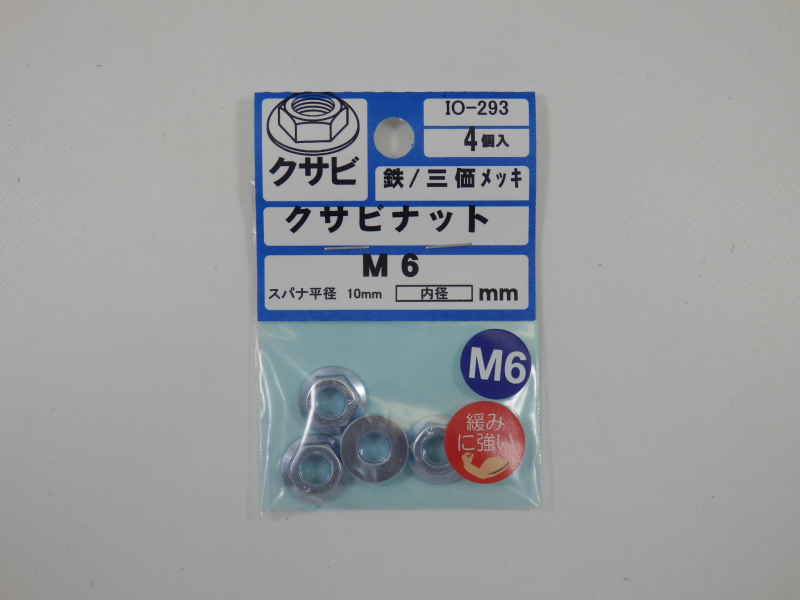 クサビ
IO-293
4個入
鉄/三価メッキ
クサビナット
M6
スパナ平径 10mm 内径 mm
M6
緩み
に強い